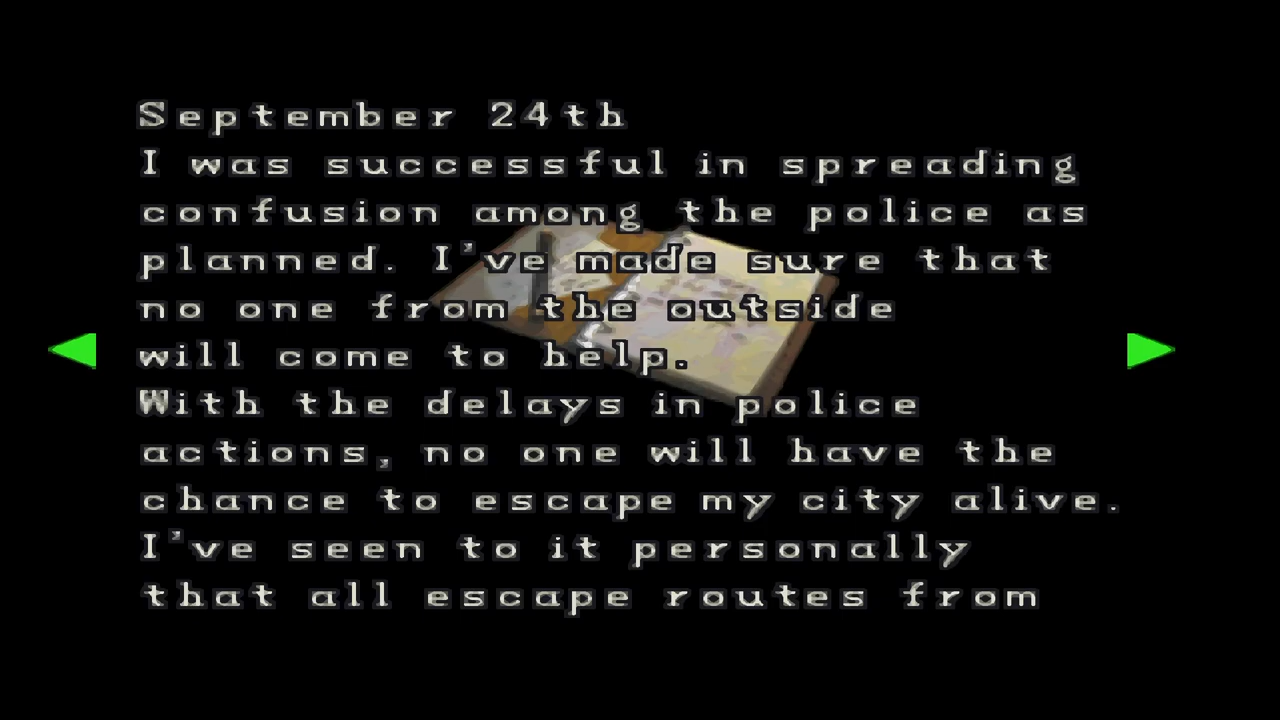 September 24th
I was successful in spreading
confusion among the police as
planned. I've made sure that
no one from the outside
will come to help.
With the delays in police
actions, no one will have the
chance to escape my city alive.
I've seen to it personally
that all escape routes from